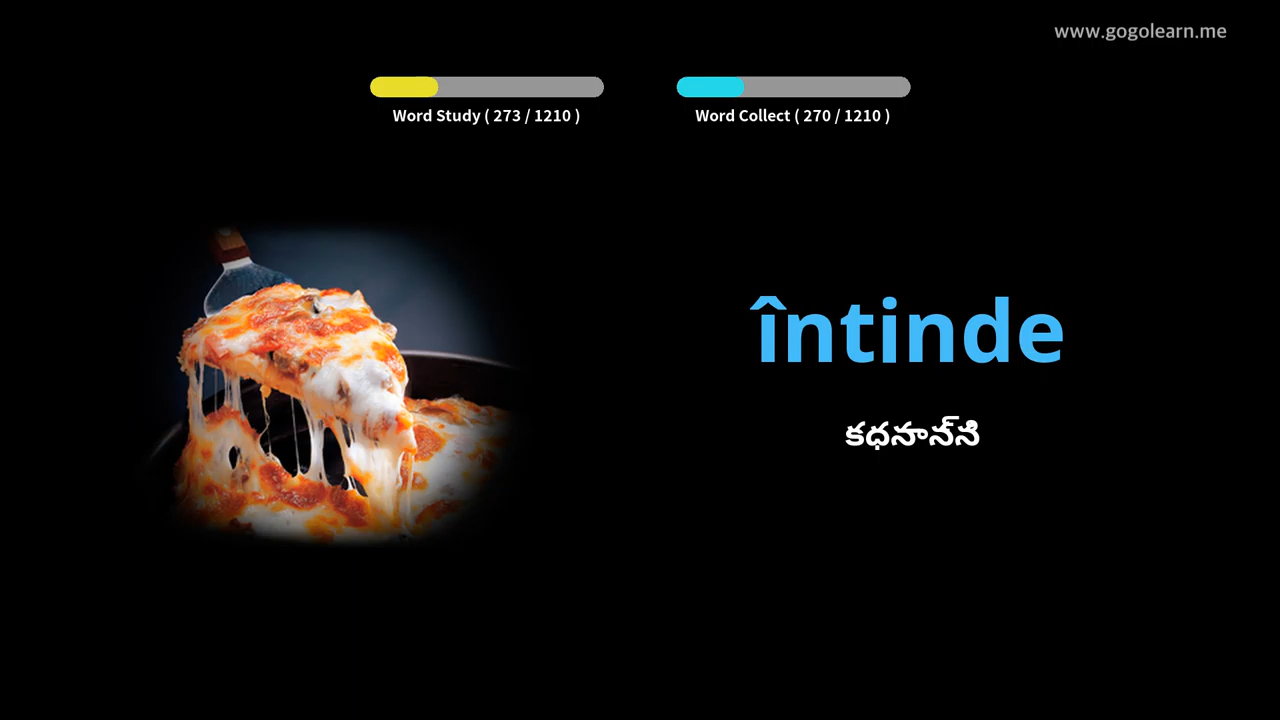 www.gogolearn.me
Word Study ( 273 / 1210 )
Word Collect ( 270 / 1210 )
întinde
కధనాన్ని